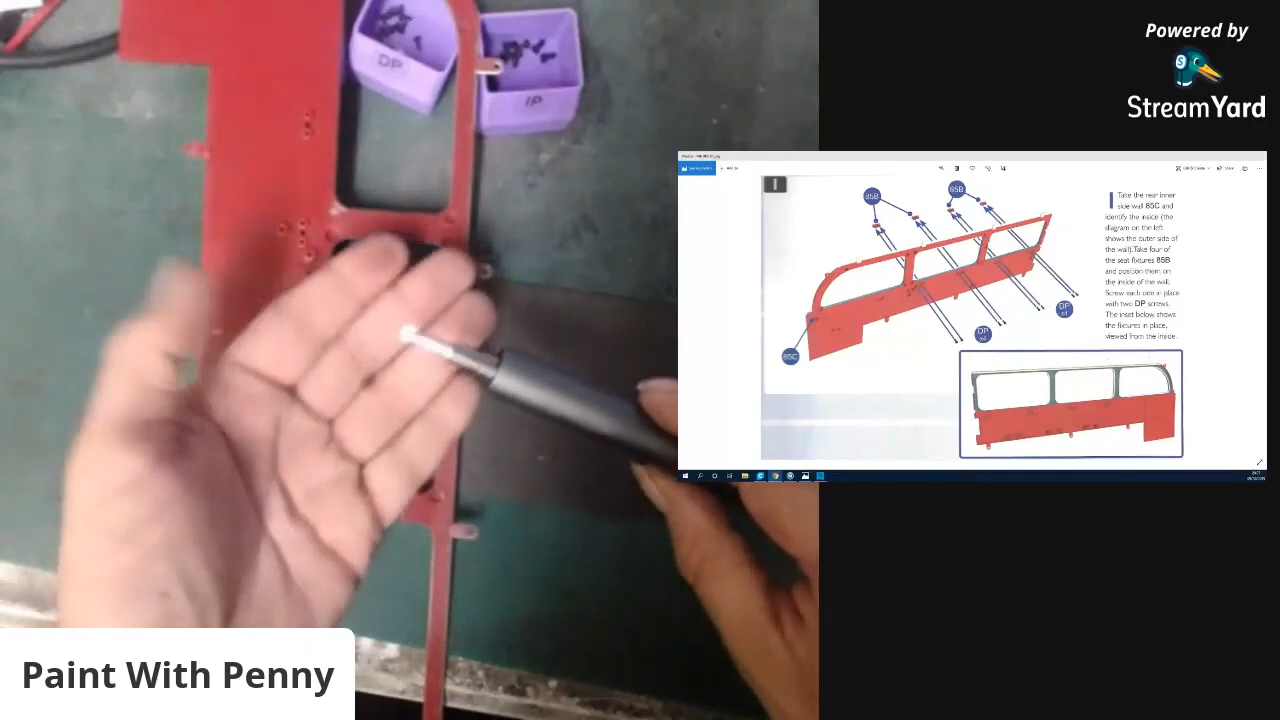 Powered by
StreamYard
DP
IP
85B
85B
Take the rear inner
side wall 85C and
identify the inside (the
diagram on the left
shows the outer side of
the wall). Take four of
the seat fixtures 85B
and position them on
the inside of the wall.
Screw each one in place
with two DP screws.
The inset below shows
the fixtures in place,
viewed from the inside.
DP
x4
DP
x4
85C
Paint With Penny